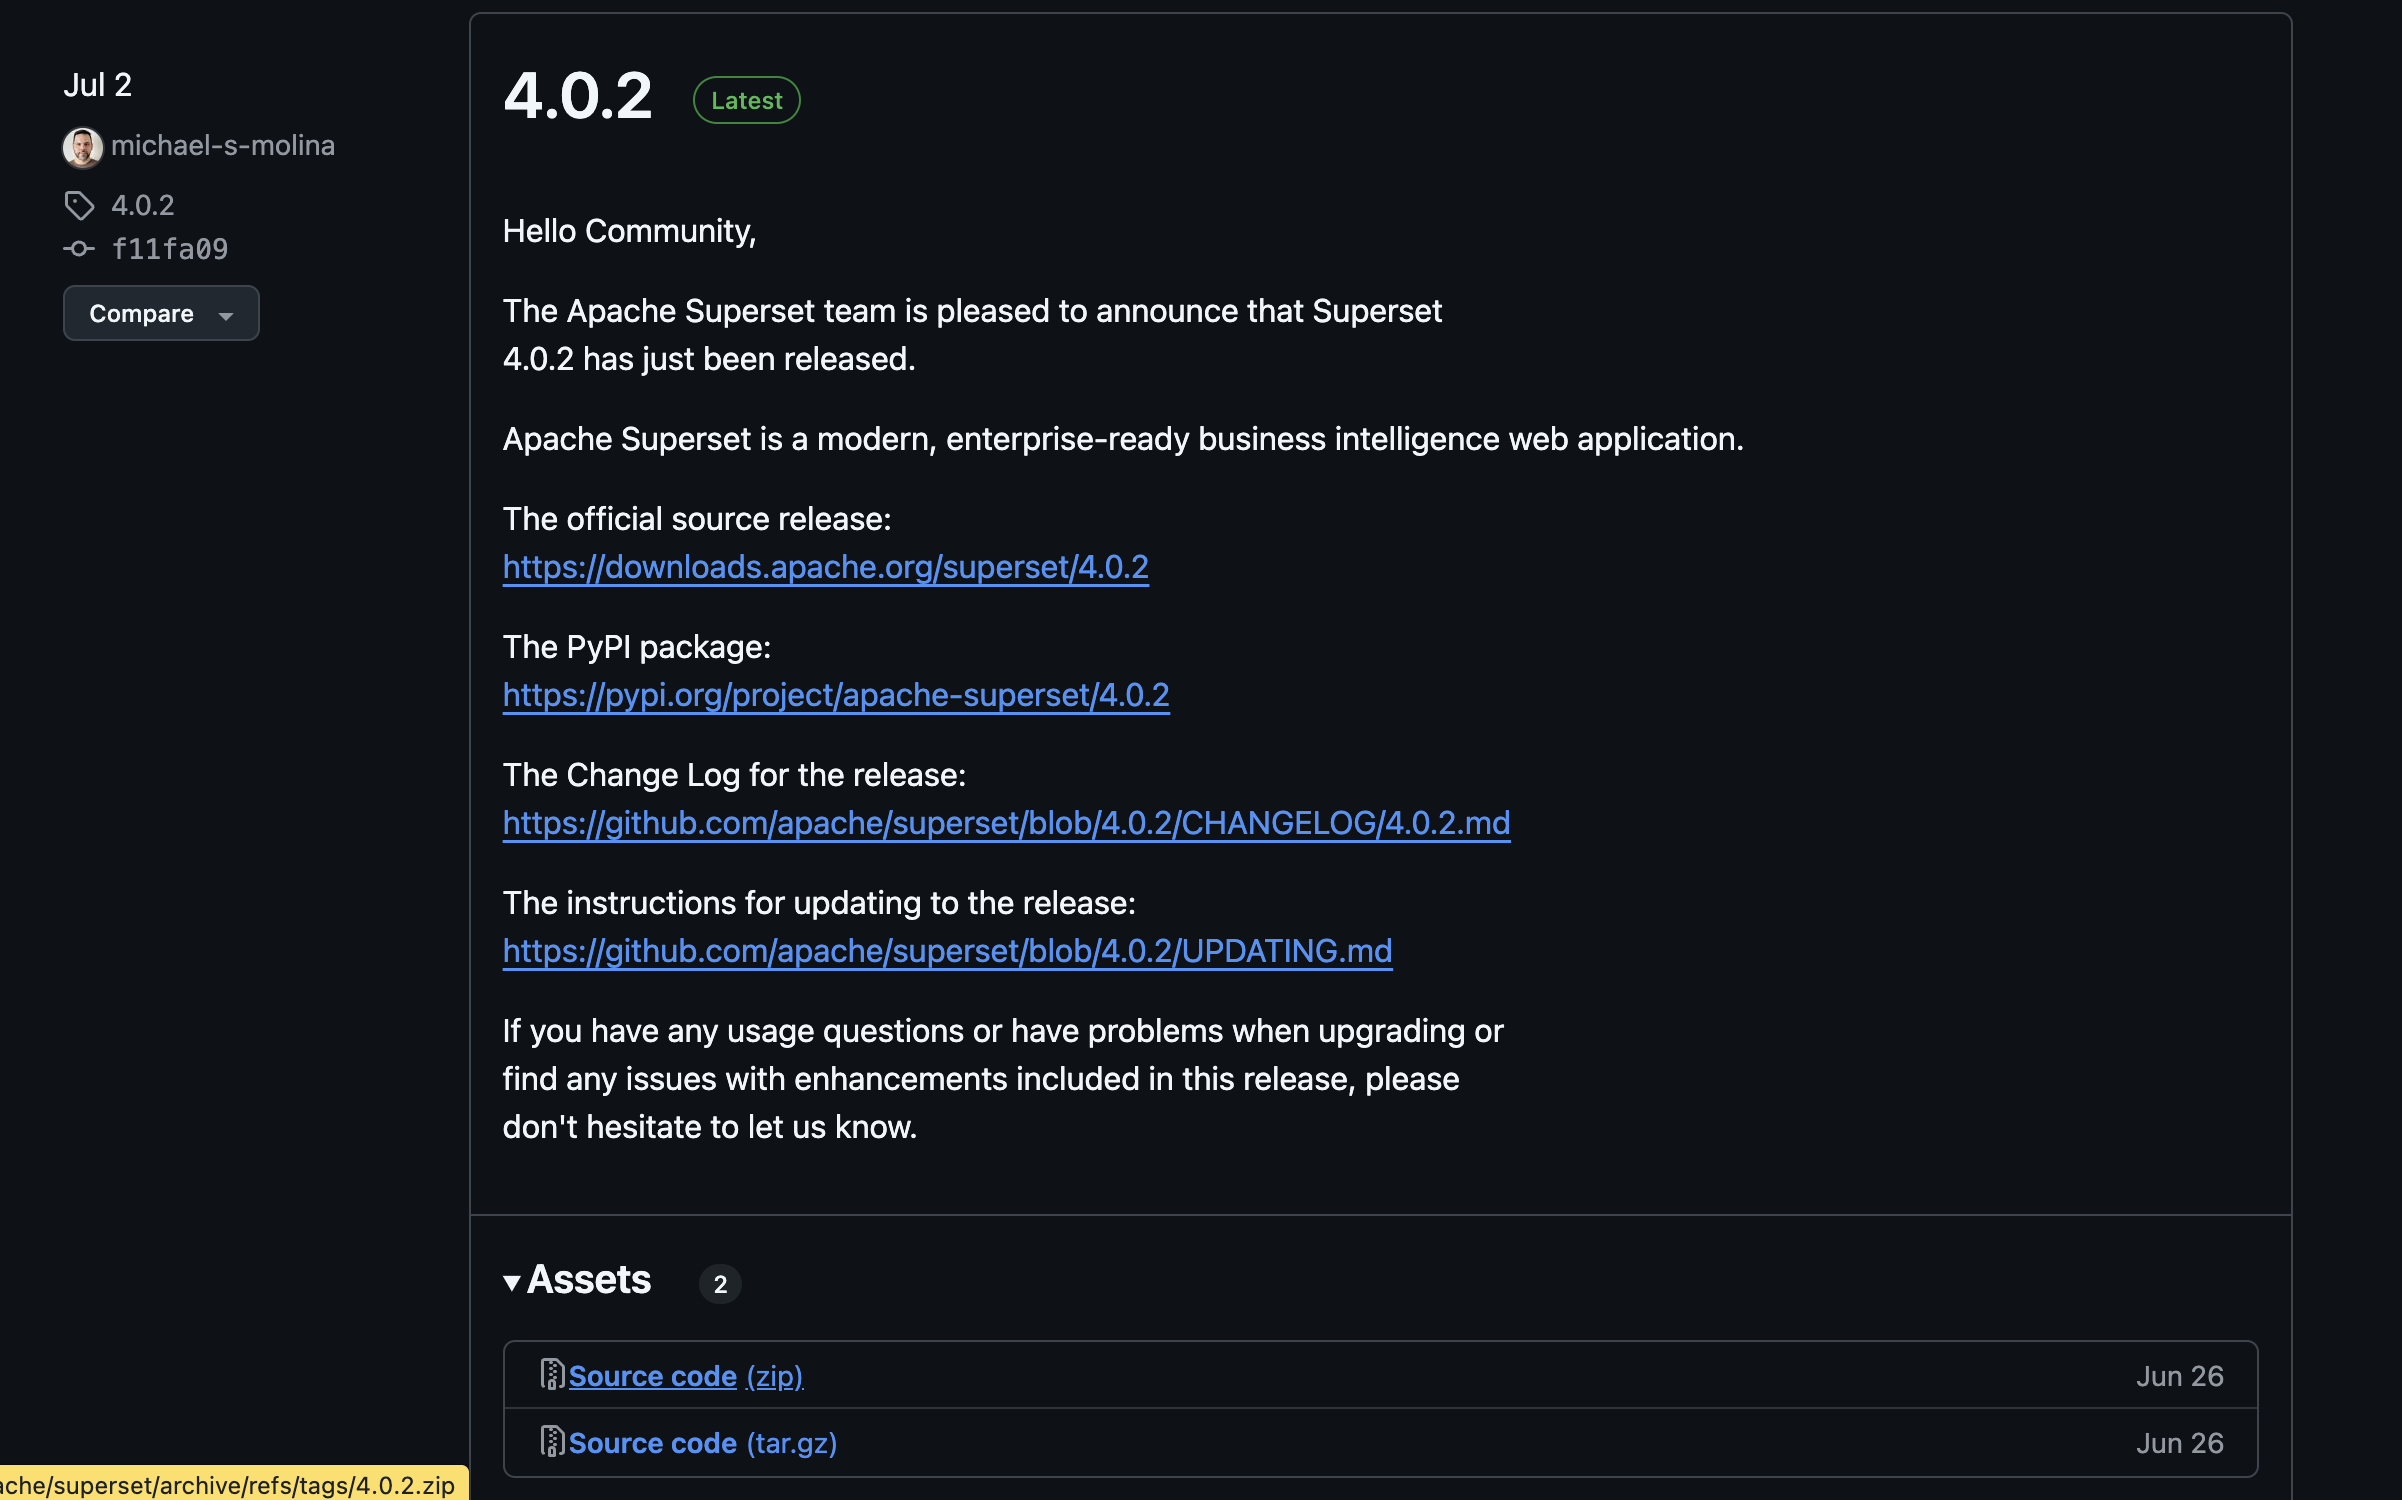 Jul 2
michael-s-molina
4.0.2
f11fa09
Compare
4.0.2 Latest
Hello Community,
The Apache Superset team is pleased to announce that Superset
4.0.2 has just been released.
Apache Superset is a modern, enterprise-ready business intelligence web application.
The official source release:
https://downloads.apache.org/superset/4.0.2
The PyPI package:
https://pypi.org/project/apache-superset/4.0.2
The Change Log for the release:
https://github.com/apache/superset/blob/4.0.2/CHANGELOG/4.0.2.md
The instructions for updating to the release:
https://github.com/apache/superset/blob/4.0.2/UPDATING.md
If you have any usage questions or have problems when upgrading or
find any issues with enhancements included in this release, please
don't hesitate to let us know.
Assets 2
Source code (zip) Jun 26
Source code (tar.gz) Jun 26
ache/superset/archive/refs/tags/4.0.2.zip